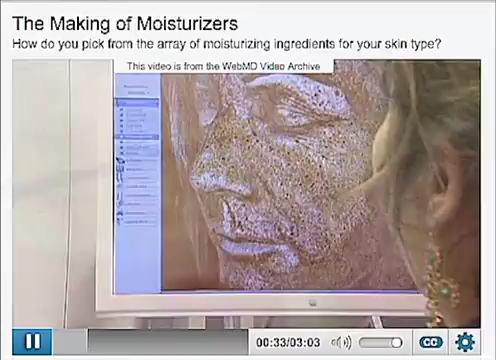 The Making of Moisturizers
How do you pick from the array of moisturizing ingredients for your skin type?
This video is from the WebMD Video Archive
00:33/03:03
CC